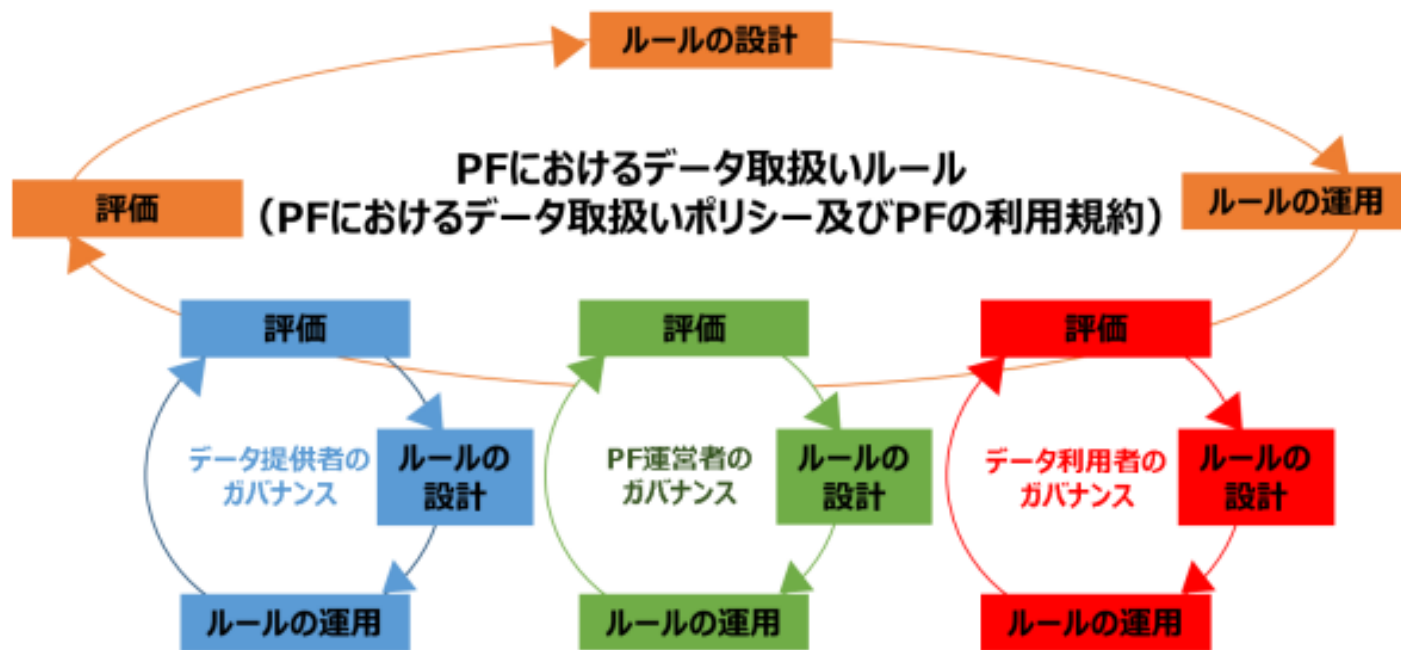 ルールの設計
PFにおけるデータ取扱いルール
（PFにおけるデータ取扱いポリシー及びPFの利用規約）
評価
ルールの運用
評価
データ提供者の
ガバナンス
ルールの
設計
ルールの運用
評価
PF運営者の
ガバナンス
ルールの
設計
ルールの運用
評価
データ利用者の
ガバナンス
ルールの
設計
ルールの運用